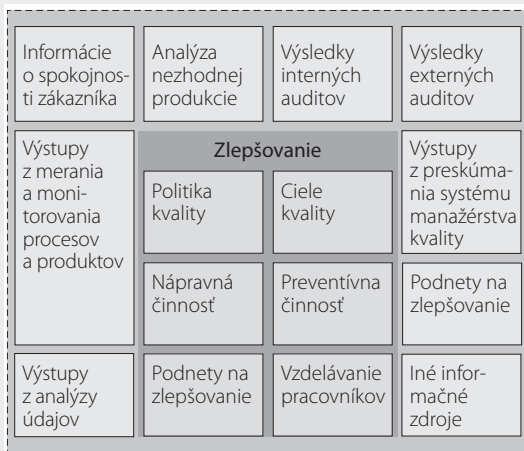 Informácie
o spokojnos-
ti zákazníka
Analýza
nezhodnej
produkcie
Výsledky
interných
auditov
Výsledky
externých
auditov
Výstupy
z merania
a moni-
torovania
procesov
a produktov
Zlepšovanie
Politika
kvality
Ciele
kvality
Výstupy
z preskúma-
nia systému
manažérstva
kvality
Nápravná
činnosť
Preventívna
činnosť
Podnety na
zlepšovanie
Výstupy
z analýzy
údajov
Podnety na
zlepšovanie
Vzdelávanie
pracovníkov
Iné infor-
mačné
zdroje